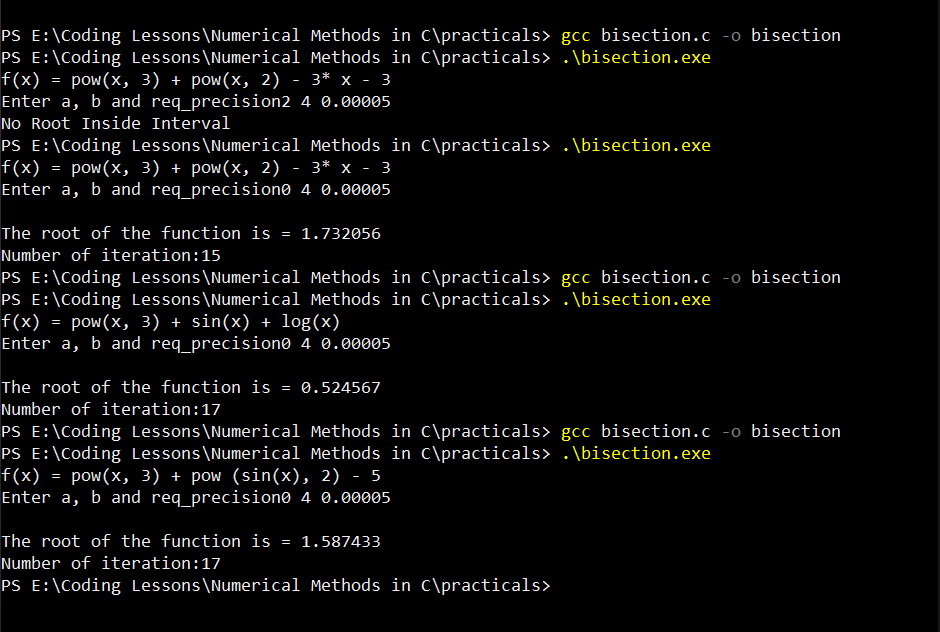 PS E:\Coding Lessons\Numerical Methods in C\practicals> gcc bisection.c -o bisection
PS E:\Coding Lessons\Numerical Methods in C\practicals> .\bisection.exe
f(x) = pow(x, 3) + pow(x, 2) - 3* x - 3
Enter a, b and req_precision2 4 0.00005
No Root Inside Interval
PS E:\Coding Lessons\Numerical Methods in C\practicals> .\bisection.exe
f(x) = pow(x, 3) + pow(x, 2) - 3* x - 3
Enter a, b and req_precision0 4 0.00005
The root of the function is = 1.732056
Number of iteration:15
PS E:\Coding Lessons\Numerical Methods in C\practicals> gcc bisection.c -o bisection
PS E:\Coding Lessons\Numerical Methods in C\practicals> .\bisection.exe
f(x) = pow(x, 3) + sin(x) + log(x)
Enter a, b and req_precision0 4 0.00005
The root of the function is = 0.524567
Number of iteration:17
PS E:\Coding Lessons\Numerical Methods in C\practicals> gcc bisection.c -o bisection
PS E:\Coding Lessons\Numerical Methods in C\practicals> .\bisection.exe
f(x) = pow(x, 3) + pow (sin(x), 2) - 5
Enter a, b and req_precision0 4 0.00005
The root of the function is = 1.587433
Number of iteration:17
PS E:\Coding Lessons\Numerical Methods in C\practicals>